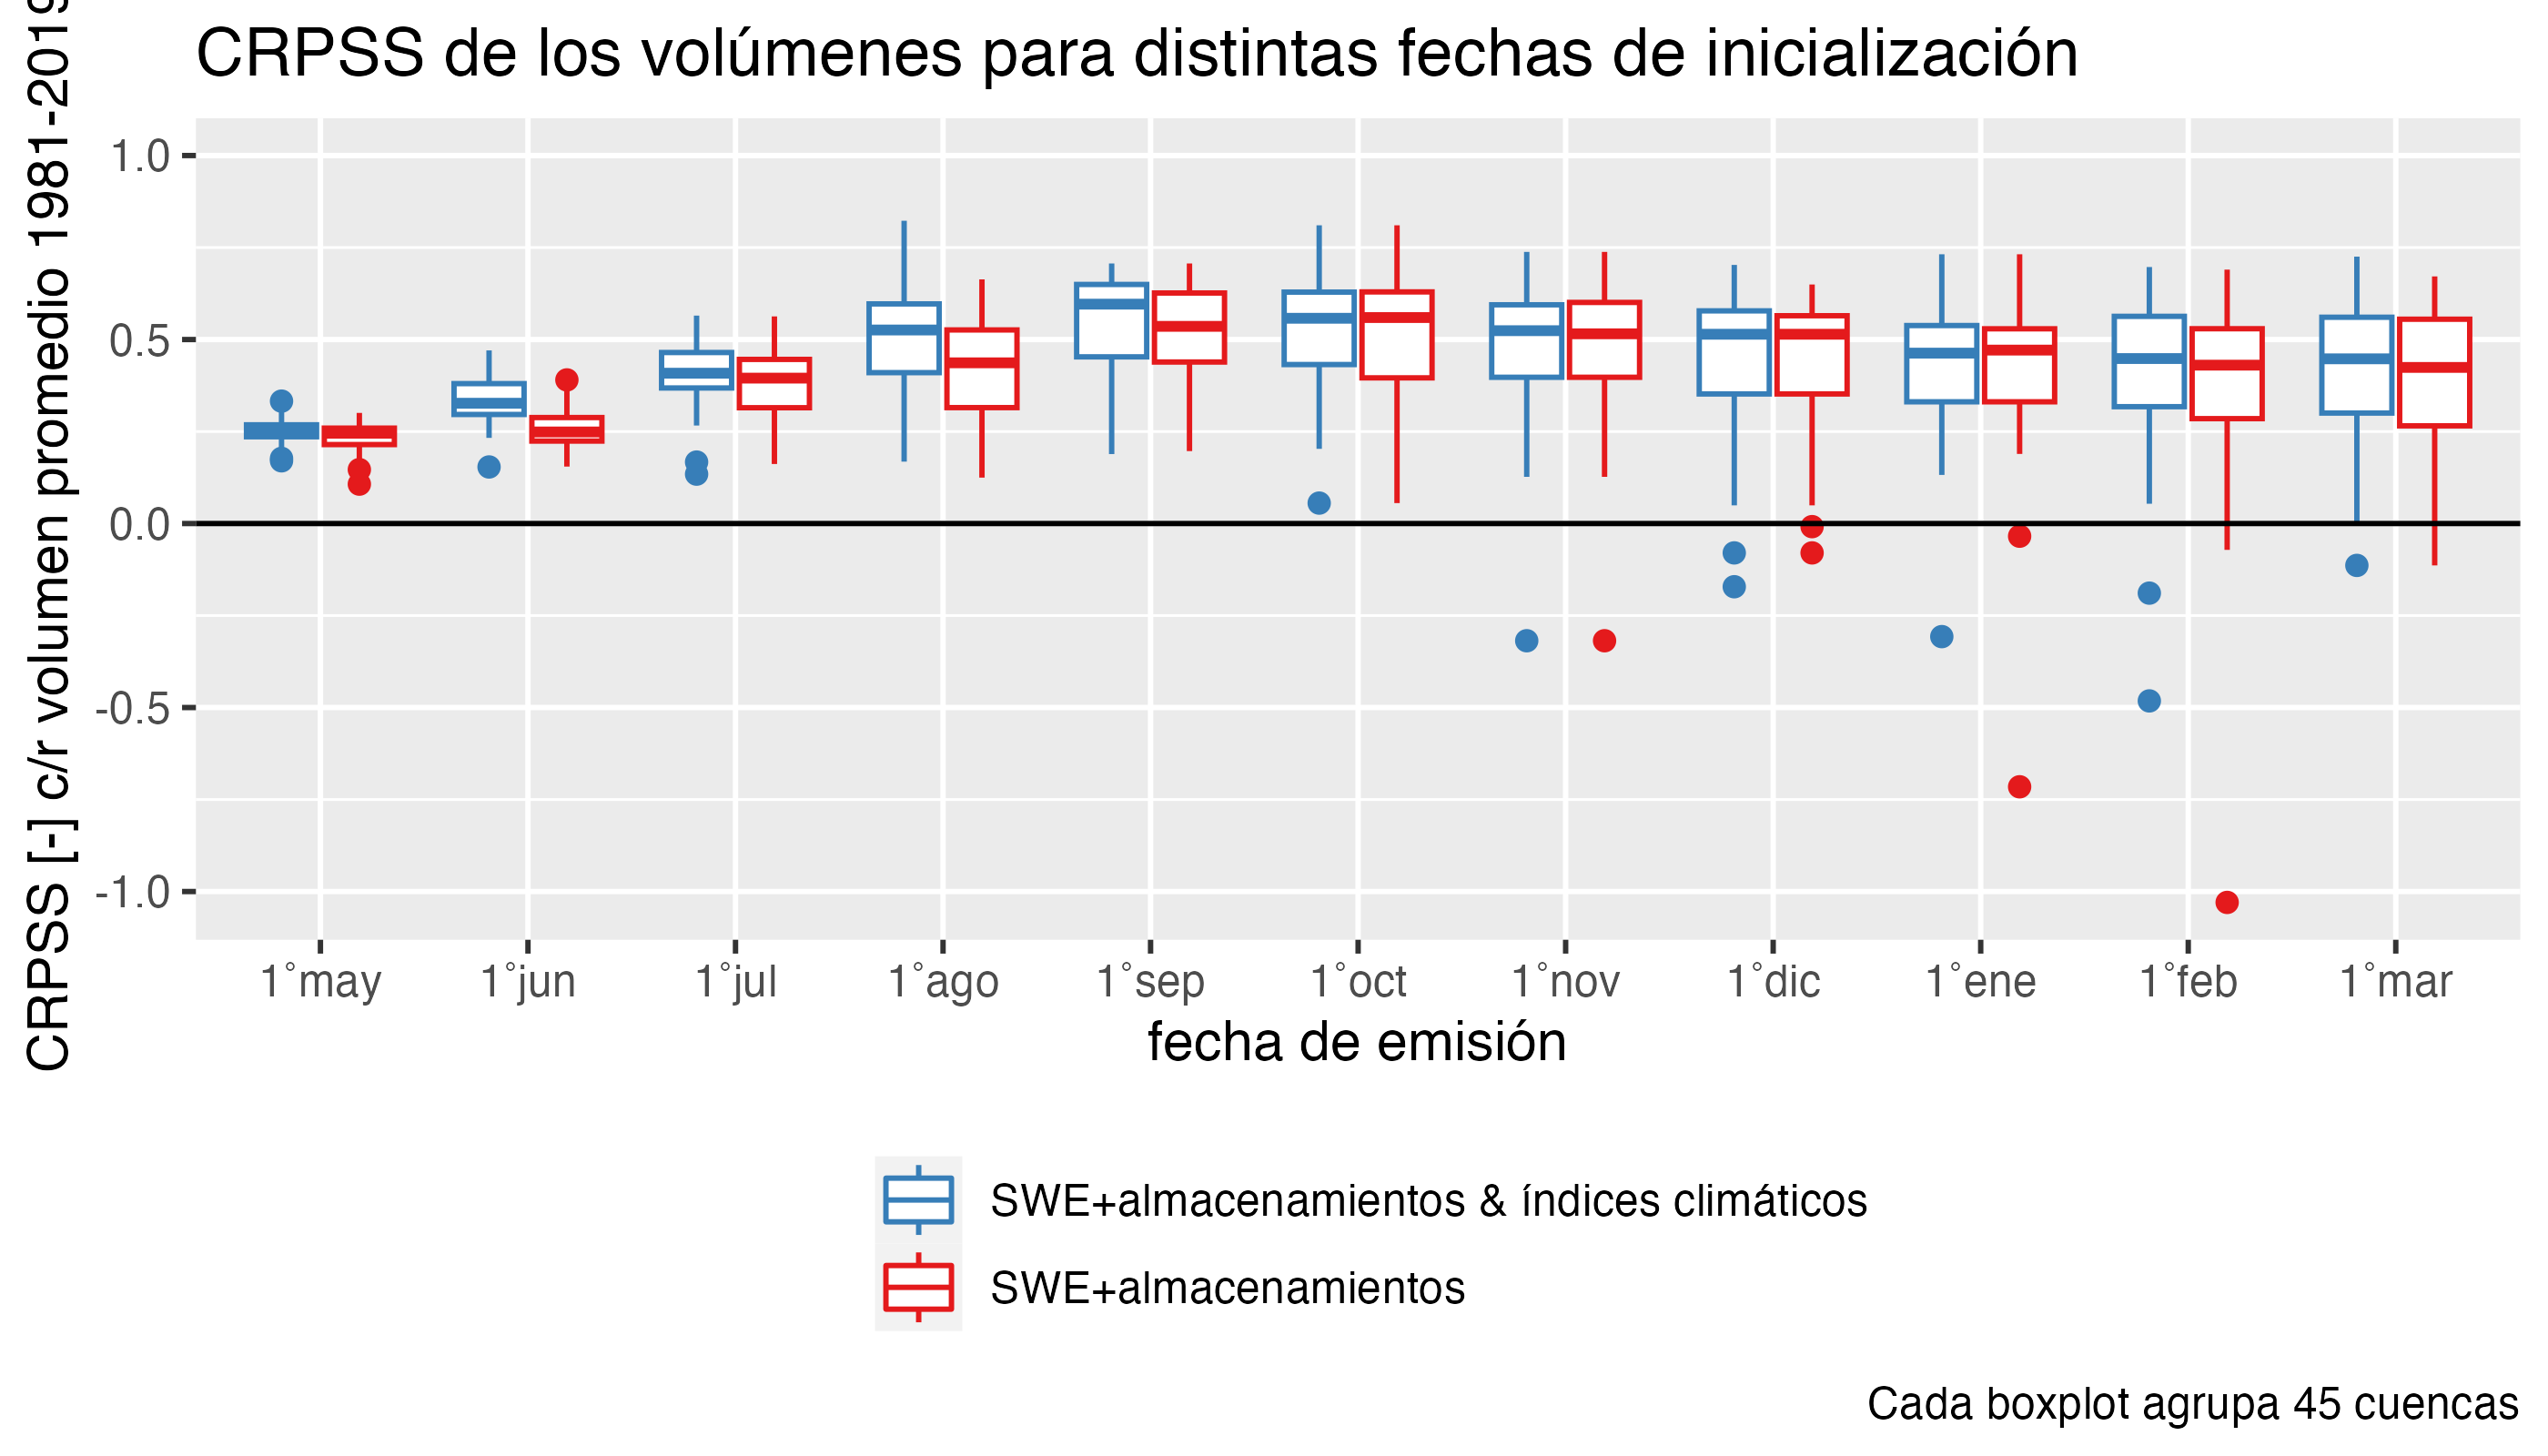 CRPSS de los volúmenes para distintas fechas de inicialización
CRPSS [-] c/r volumen promedio 1981-2019
1.0
0.5
0.0
-0.5
-1.0
1°may 1°jun 1°jul 1°ago 1°sep 1°oct 1°nov 1°dic 1°ene 1°feb 1°mar
fecha de emisión
SWE+almacenamientos & índices climáticos
SWE+almacenamientos
Cada boxplot agrupa 45 cuencas